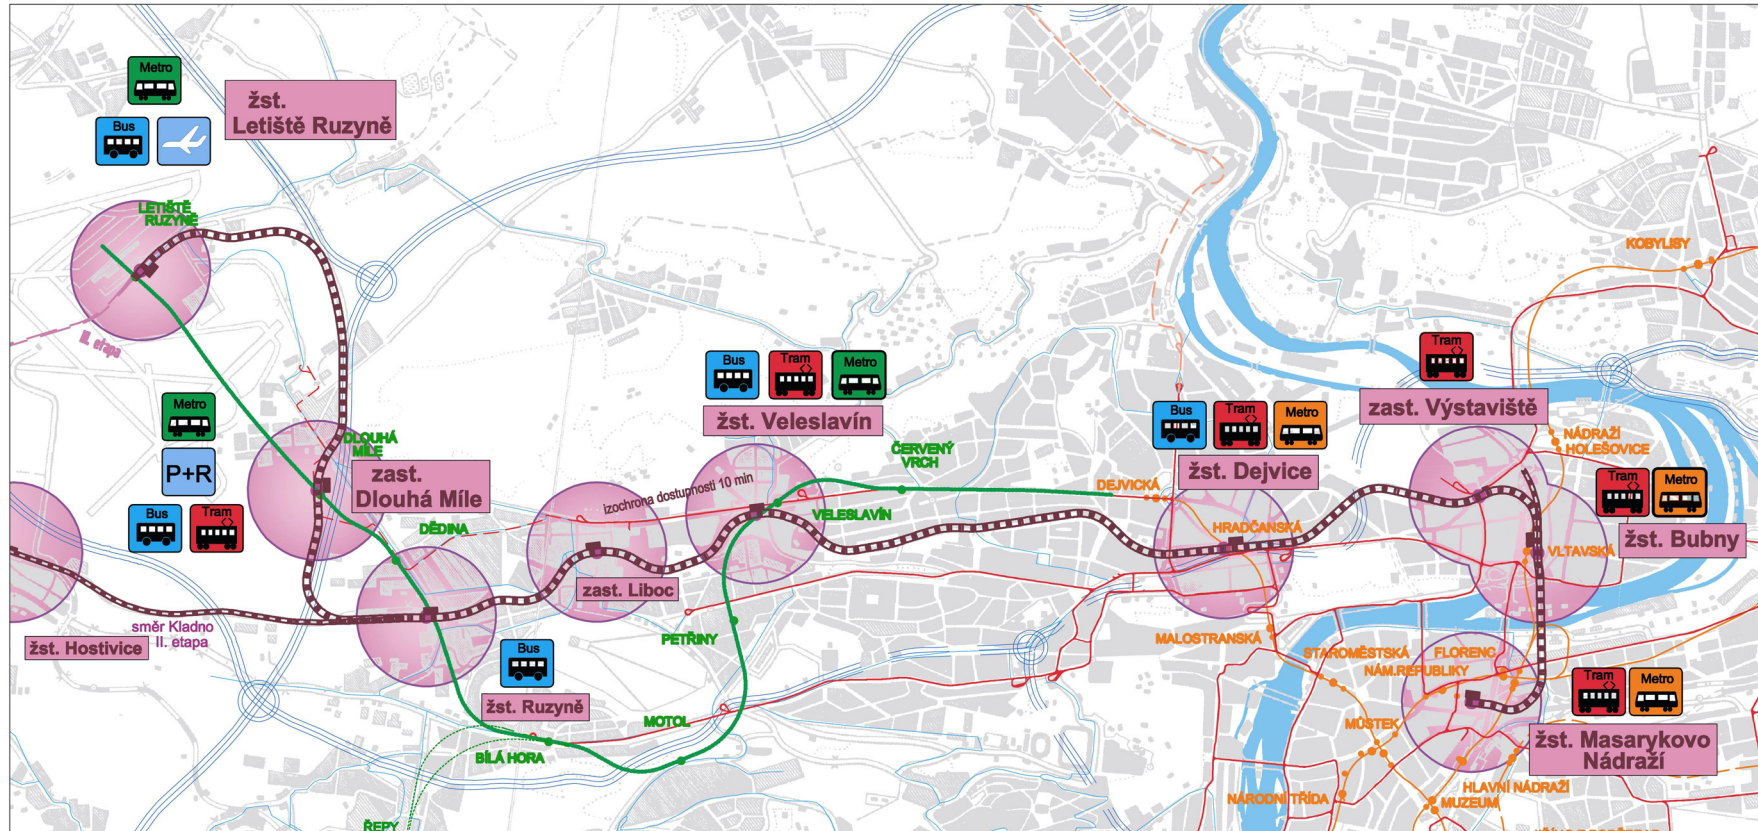 Metro
žst.
Letiště Ruzyně
Bus
LETIŠTĚ
RUZYNĚ
III. etapa
KOBYLISY
Tram
zast. Výstaviště
Bus
Tram
Metro
žst. Veleslavín
Bus
Tram
Metro
žst. Dejvice
NÁDRAŽÍ
HOLEŠOVICE
Metro
P+R
Bus
Tram
DLOUHÁ
MÍLE
zast.
Dlouhá Míle
ČERVENÝ
VRCH
izochrona dostupnosti 10 min
DEJVICKÁ
Tram
Metro
žst. Bubny
DĚDINA
VELESLAVÍN
HRADČANSKÁ
VLTAVSKÁ
zast. Liboc
směr Kladno
II. etapa
žst. Hostivice
PETŘINY
MALOSTRANSKÁ
STAROMĚSTSKÁ
FLORENC
NÁM.REPUBLIKY
Bus
žst. Ruzyně
Tram
Metro
MOTOL
MŮSTEK
žst. Masarykovo
Nádraží
BÍLÁ HORA
HLAVNÍ NÁDRAŽÍ
NÁRODNÍ TŘÍDA
MUZEUM
ŘEPY